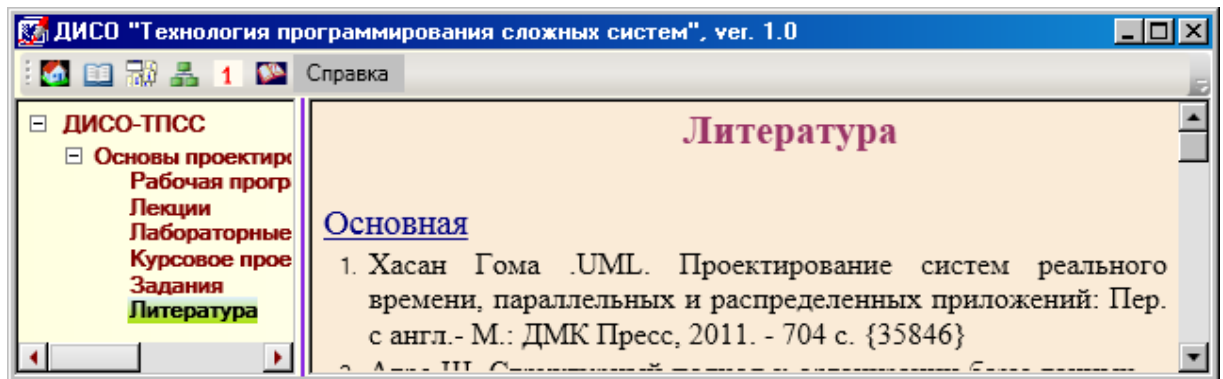 ДИСО "Технология программирования сложных систем", ver. 1.0
1 Справка
ДИСО-ТПСС
Основы проектиро
Рабочая прогр
Лекции
Лабораторные
Курсовое прое
Задания
Литература
Литература
Основная
1. Хасан Гома .UML. Проектирование систем реального
времени, параллельных и распределенных приложений: Пер.
с англ.- М.: ДМК Пресс, 2011. - 704 с. {35846}